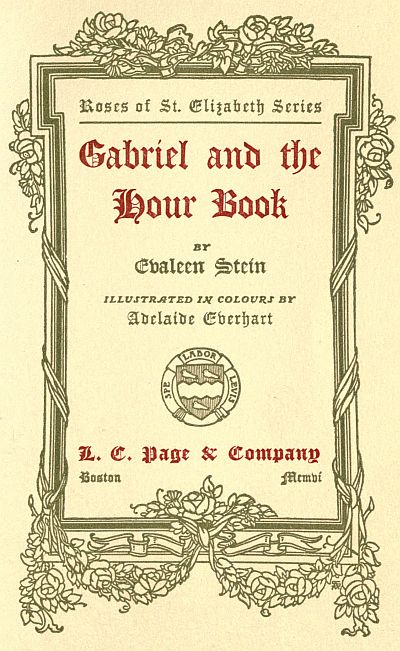 Roses of St. Elizabeth Series
Gabriel and the
Hour Book
BY
Evaleen Stein
ILLUSTRATED IN COLOURS BY
Adelaide Everhart
SPE LABOR LEVIS
L. C. Page & Company
Boston Mcmvi